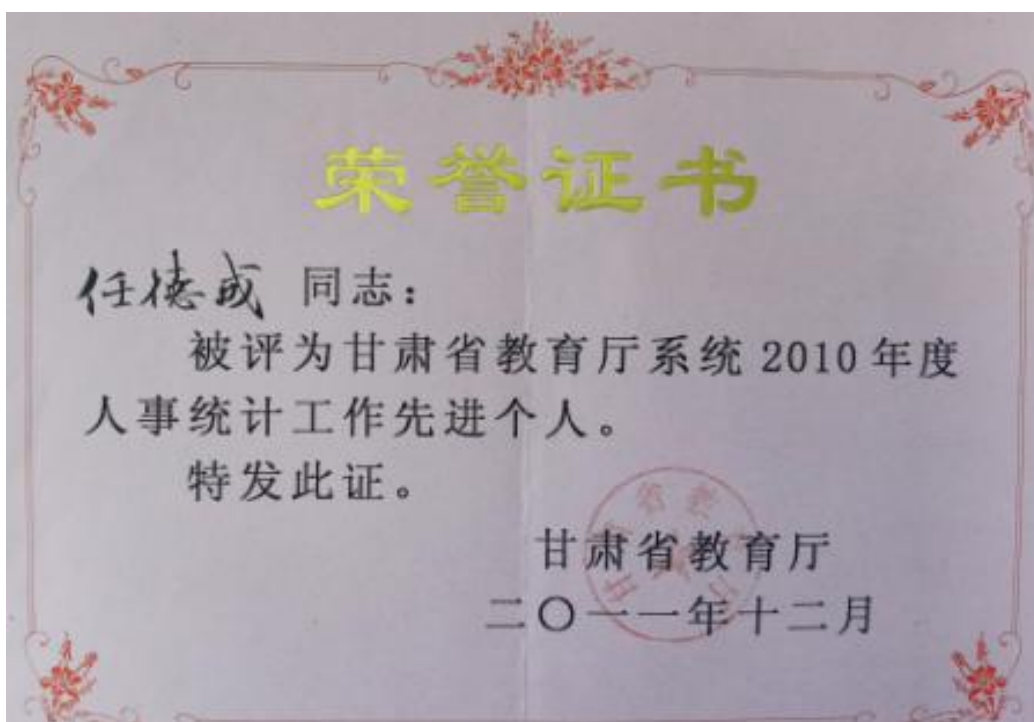 荣誉证书
任德成 同志：
被评为甘肃省教育厅系统 2010 年度
人事统计工作先进个人。
特发此证。
甘肃省教育厅
二〇一一年十二月